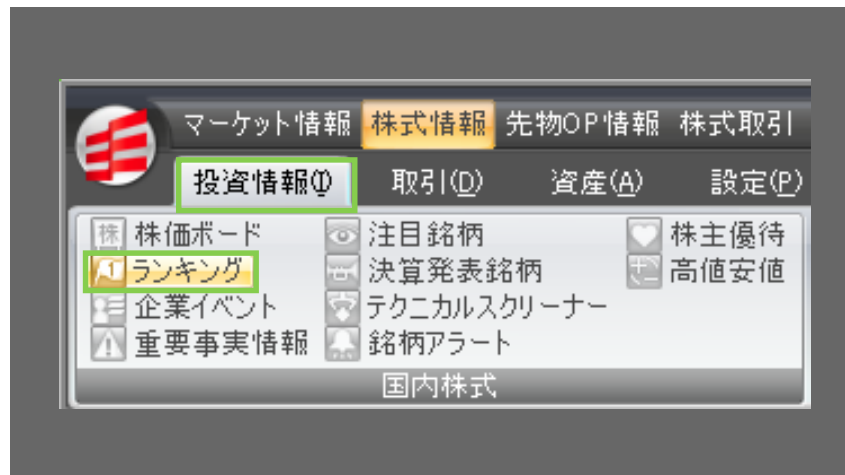 マーケット情報 株式情報 先物OP情報 株式取引
投資情報(I) 取引(D) 資産(A) 設定(P)
株 株価ボード 注目銘柄 株主優待
1 ランキング 決算発表銘柄 高値安値
企業イベント テクニカルスクリーナー
重要事実情報 銘柄アラート
国内株式